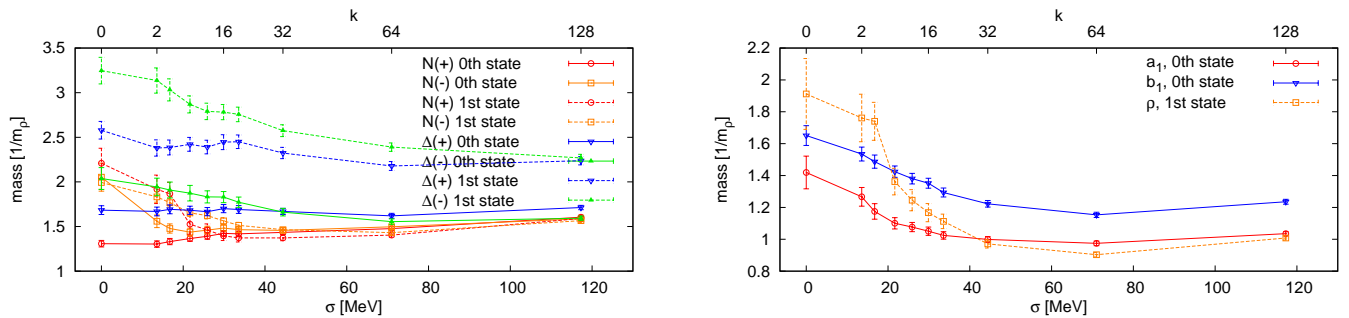 k
0 2 16 32 64 128
3.5
3
2.5
2
1.5
1
mass [1/mρ]
N(+) 0th state
N(-) 0th state
N(+) 1st state
N(-) 1st state
Δ(+) 0th state
Δ(-) 0th state
Δ(+) 1st state
Δ(-) 1st state
0 20 40 60 80 100 120
σ [MeV]
k
0 2 16 32 64 128
2.2
2
1.8
1.6
1.4
1.2
1
0.8
mass [1/mρ]
a1, 0th state
b1, 0th state
ρ, 1st state
0 20 40 60 80 100 120
σ [MeV]